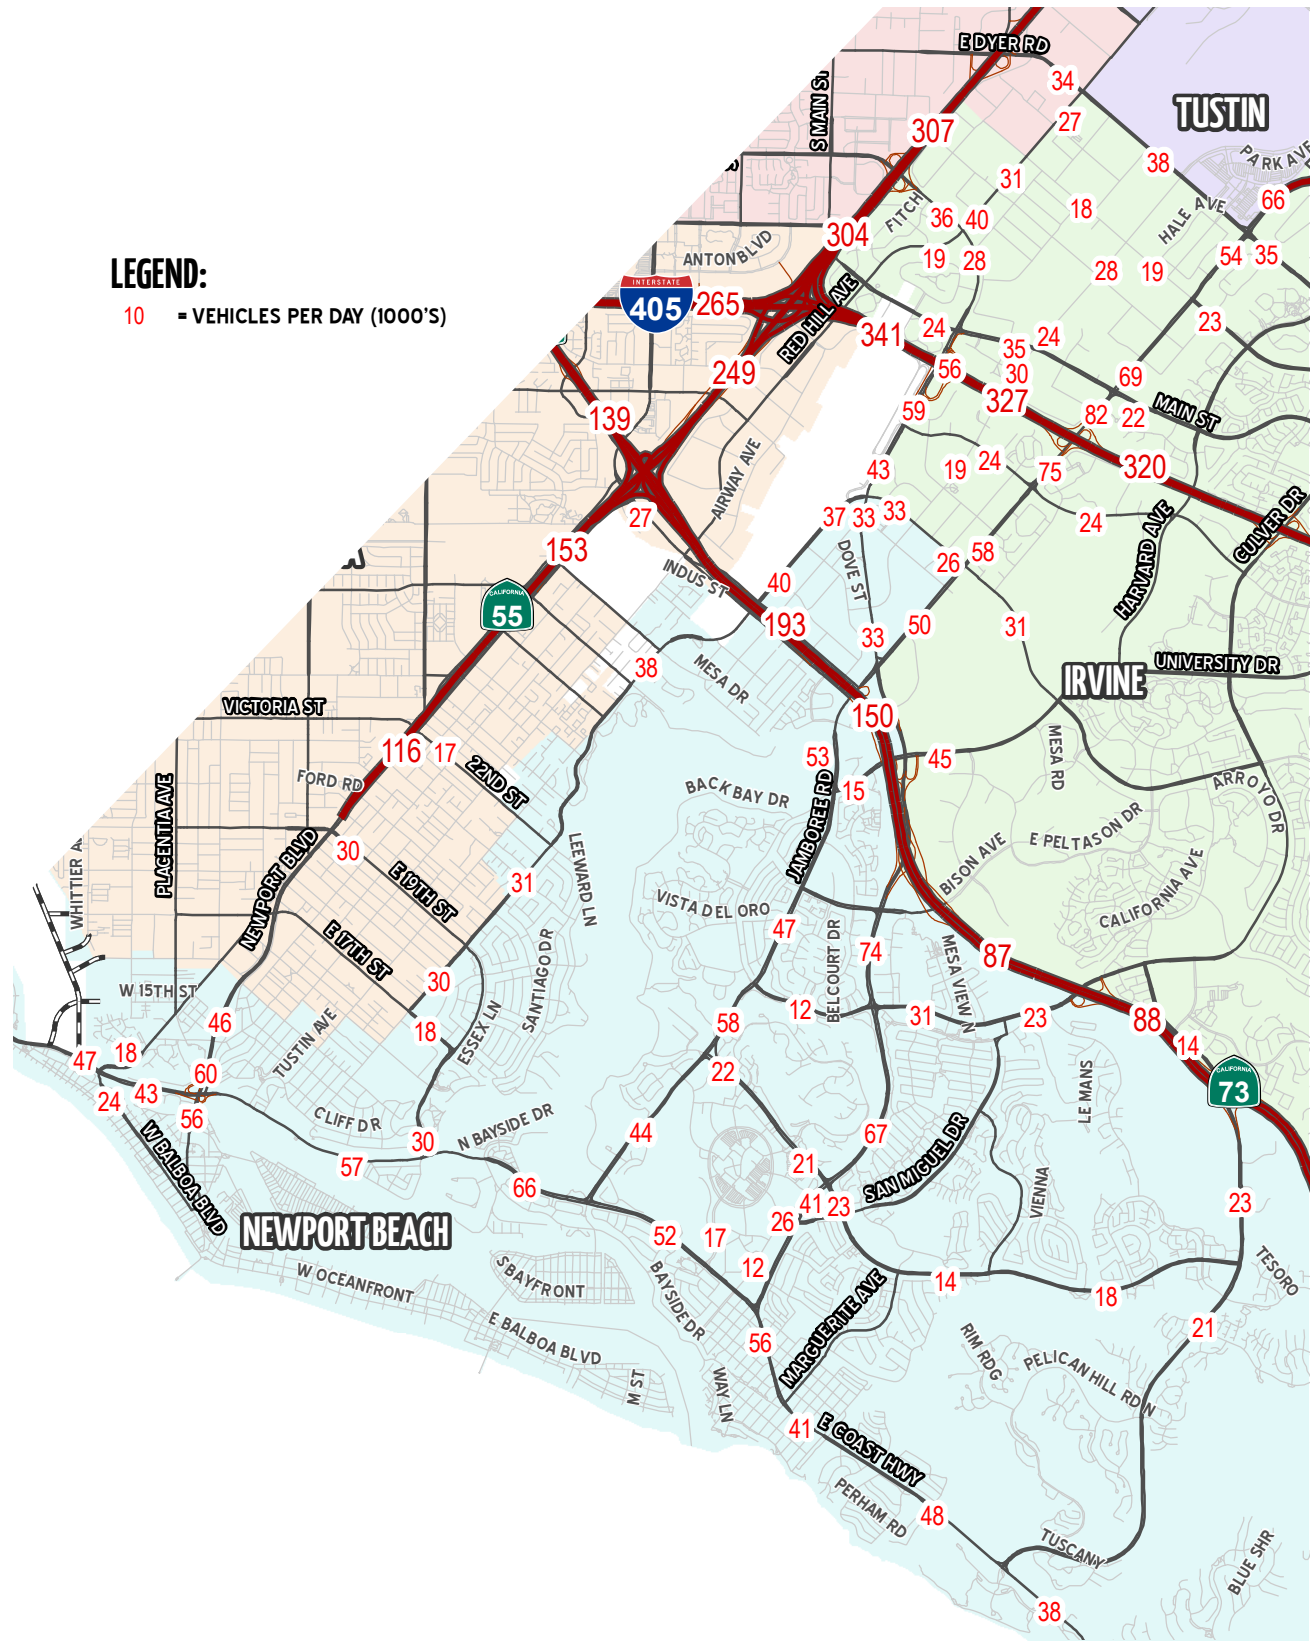 E DYER RD
34
TUSTIN
S MAIN ST
307
27
38
PARK AVE
31
66
FITCH
36
40
18
HALE AVE
304
ANTON BLVD
19
28
54
35
LEGEND:
28
19
INTERSTATE
405
265
RED HILL AVE
10 = VEHICLES PER DAY (1000'S)
341
24
23
35
24
249
56
30
69
327
59
82
22
MAIN ST
139
AIRWAY AVE
43
19
24
75
320
27
37
33
33
24
HARVARD AVE
CULVER DR
153
DOVE ST
58
26
INDUS ST
40
CALIFORNIA
55
193
33
50
31
38
MESA DR
UNIVERSITY DR
IRVINE
VICTORIA ST
150
116
17
53
45
MESA RD
FORD RD
22ND ST
BACK BAY DR
15
ARROYO DR
PLACENTIA AVE
JAMBOREE RD
NEWPORT BLVD
30
LEEWARD LN
E PELTASON DR
WHITTIER A
E 19TH ST
31
BISON AVE
CALIFORNIA AVE
VISTA DEL ORO
E 17TH ST
SANTIAGO DR
47
BELCOURT DR
74
MESA VIEW N
87
W 15TH ST
30
12
46
TUSTIN AVE
18
ESSEX LN
58
31
23
88
47
18
60
22
14
CALIFORNIA
73
24
43
56
CLIFF DR
30
N BAYSIDE DR
44
67
LE MANS
W BALBOA BLVD
57
66
21
SAN MIGUEL DR
VIENNA
41
23
23
NEWPORT BEACH
52
17
26
12
W OCEANFRONT
S BAYFRONT
BAYSIDE DR
14
18
TESORO
E BALBOA BLVD
56
MARGUERITE AVE
21
RIM RDG
PELICAN HILL RD N
M ST
WAY LN
41
E COAST HWY
PERHAM RD
48
TUSCANY
BLUE SHR
38